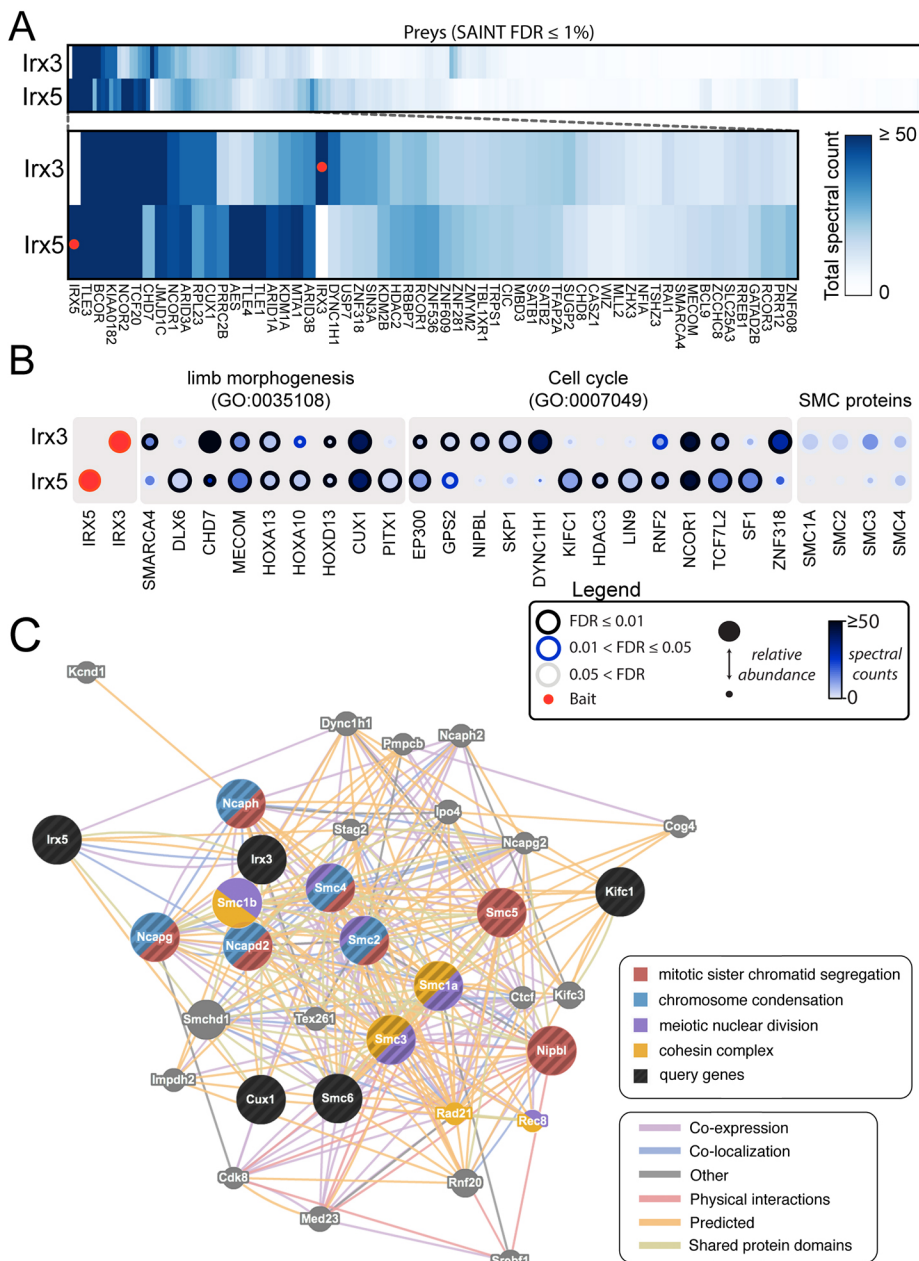 A
Preys (SAINT FDR ≤ 1%)
Irx3
Irx5
Irx3
Irx5
≥ 50
0
Total spectral count
IRX5
TLE3
BCOR
KIAA0182
NCOR2
TCF20
CHD7
JMJD1C
NCOR1
ARID3A
RPL23
CUX1
PRRC2B
AES
TLE4
TLE1
ARID1A
KDM1A
MTA1
ARID3B
IRX3
DYNC1H1
USP7
ZNF318
SIN3A
KDM2B
HDAC2
RBBP7
RCOR1
ZNF536
ZNF609
ZNF281
ZMYM2
TBL1XR1
TRPS1
CIC
MBD3
SATB1
SATB2
TFAP2A
SUGP2
CHD8
CASZ1
WIZ
MLL2
ZHX3
NFIA
TSHZ3
RAI1
SMARCA4
MECOM
BCL9
ZCCHC8
SLC25A3
RREB1
GATAD2B
RCOR3
PRR12
ZNF608
B
limb morphogenesis
(GO:0035108)
Cell cycle
(GO:0007049)
SMC proteins
Irx3
Irx5
IRX5
IRX3
SMARCA4
DLX6
CHD7
MECOM
HOXA13
HOXA10
HOXD13
CUX1
PITX1
EP300
GPS2
NIPBL
SKP1
DYNC1H1
KIFC1
HDAC3
LIN9
RNF2
NCOR1
TCF7L2
SF1
ZNF318
SMC1A
SMC2
SMC3
SMC4
Legend
FDR ≤ 0.01
0.01 < FDR ≤ 0.05
0.05 < FDR
Bait
relative
abundance
≥50
spectral
counts
0
C
Kcnd1
Dync1h1
Pmpcb
Ncaph2
Ncaph
Ipo4
Stag2
Ncapg2
Cog4
Irx5
Irx3
Smc4
Smc1b
Kifc1
Smc5
Ncapg
Ncapd2
Smc2
Smc1a
Ctcf
Kifc3
Smchd1
Tex261
Smc3
Nipbl
Impdh2
Cux1
Smc6
Rad21
Rec8
Cdk8
Rnf20
Med23
Srebf1
mitotic sister chromatid segregation
chromosome condensation
meiotic nuclear division
cohesin complex
query genes
Co-expression
Co-localization
Other
Physical interactions
Predicted
Shared protein domains